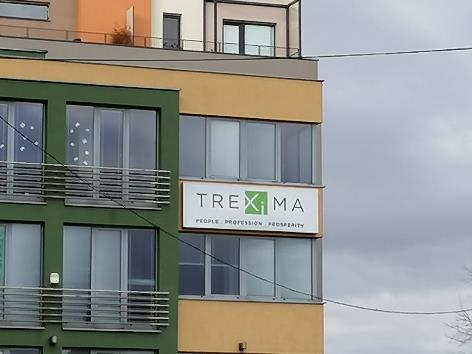 TREXiMA
PEOPLE . PROFESSION . PROSPERITY